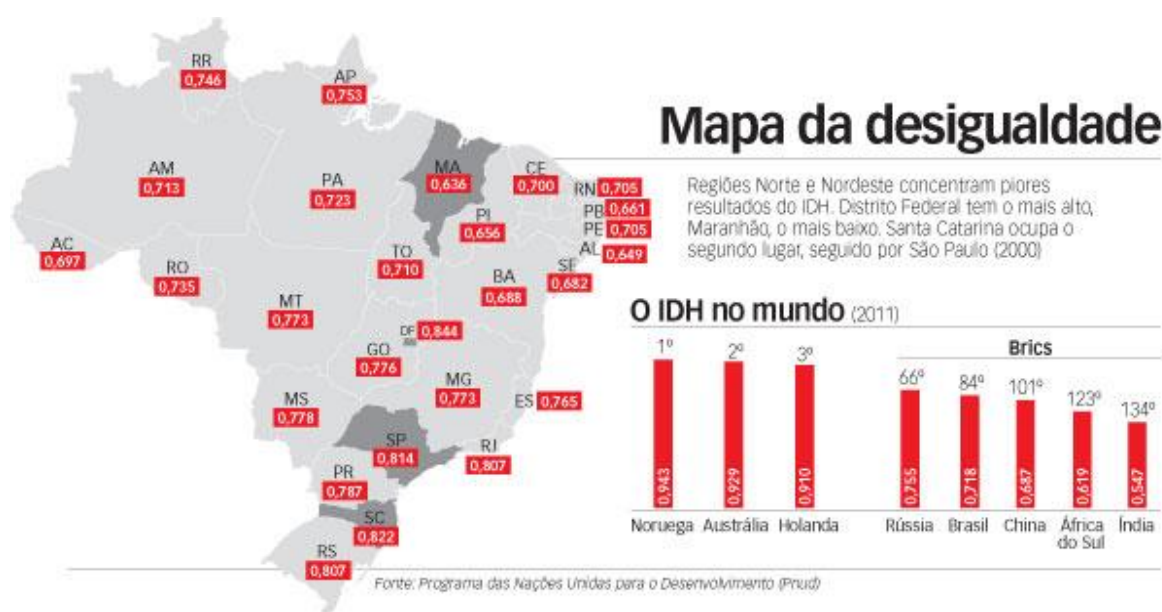 Mapa da desigualdade
Regiões Norte e Nordeste concentram piores
resultados do IDH. Distrito Federal tem o mais alto,
Maranhão, o mais baixo. Santa Catarina ocupa o
segundo lugar, seguido por São Paulo (2000)
RR
0,746
AP
0,753
AM
0,713
PA
0,723
MA
0,636
CE
0,700
RN 0,705
PB 0,661
PE 0,705
AL 0,649
PI
0,656
AC
0,697
RO
0,735
TO
0,710
SE
0,682
BA
0,688
MT
0,773
DF 0,844
GO
0,776
MG
0,773
ES 0,765
MS
0,778
SP
0,814
RJ
0,807
PR
0,787
SC
0,822
RS
0,807
O IDH no mundo (2011)
Brics
1º
2º
3º
66º
84º
101º
123º
134º
0,943
0,929
0,910
0,755
0,718
0,687
0,619
0,547
Noruega
Austrália
Holanda
Rússia
Brasil
China
África
do Sul
Índia
Fonte: Programa das Nações Unidas para o Desenvolvimento (Pnud)